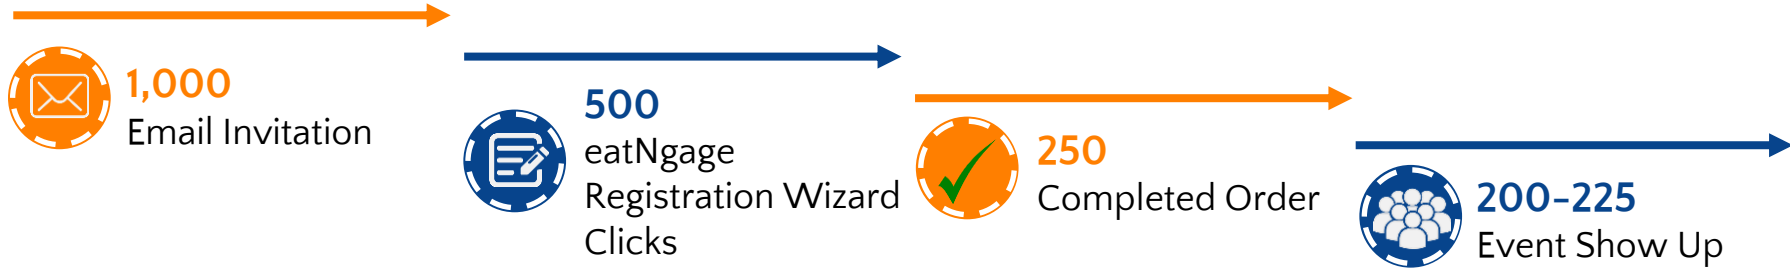 1,000
Email Invitation
500
eatNgage
Registration Wizard
Clicks
250
Completed Order
200-225
Event Show Up